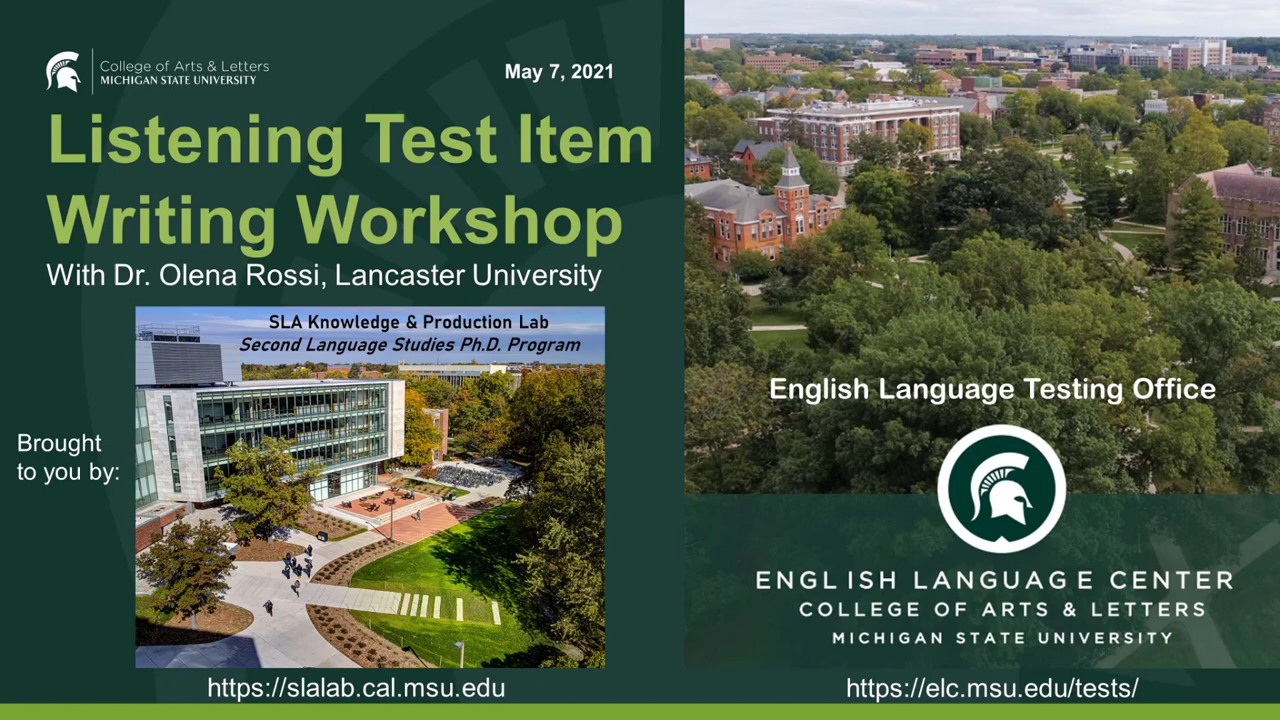 College of Arts & Letters
MICHIGAN STATE UNIVERSITY
May 7, 2021
Listening Test Item
Writing Workshop
With Dr. Olena Rossi, Lancaster University
SLA Knowledge & Production Lab
Second Language Studies Ph.D. Program
Brought
to you by:
https://slalab.cal.msu.edu
English Language Testing Office
ENGLISH LANGUAGE CENTER
COLLEGE OF ARTS & LETTERS
MICHIGAN STATE UNIVERSITY
https://elc.msu.edu/tests/